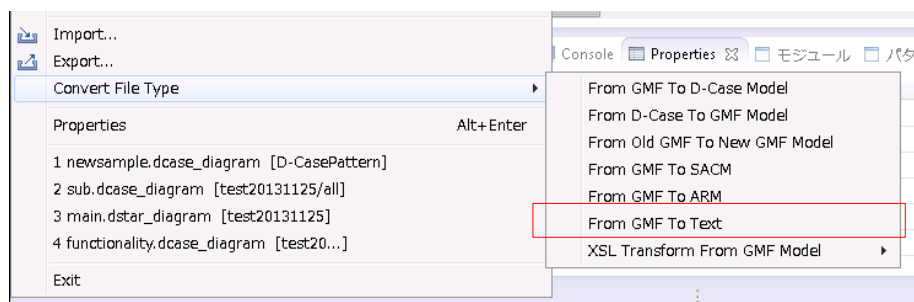 Import...
Export...
Convert File Type
Properties Alt+Enter
1 newsample.dcase_diagram [D-CasePattern]
2 sub.dcase_diagram [test20131125/all]
3 main.dstar_diagram [test20131125]
4 functionality.dcase_diagram [test20...]
Exit
Console Properties モジュール パタ
From GMF To D-Case Model
From D-Case To GMF Model
From Old GMF To New GMF Model
From GMF To SACM
From GMF To ARM
From GMF To Text
XSL Transform From GMF Model